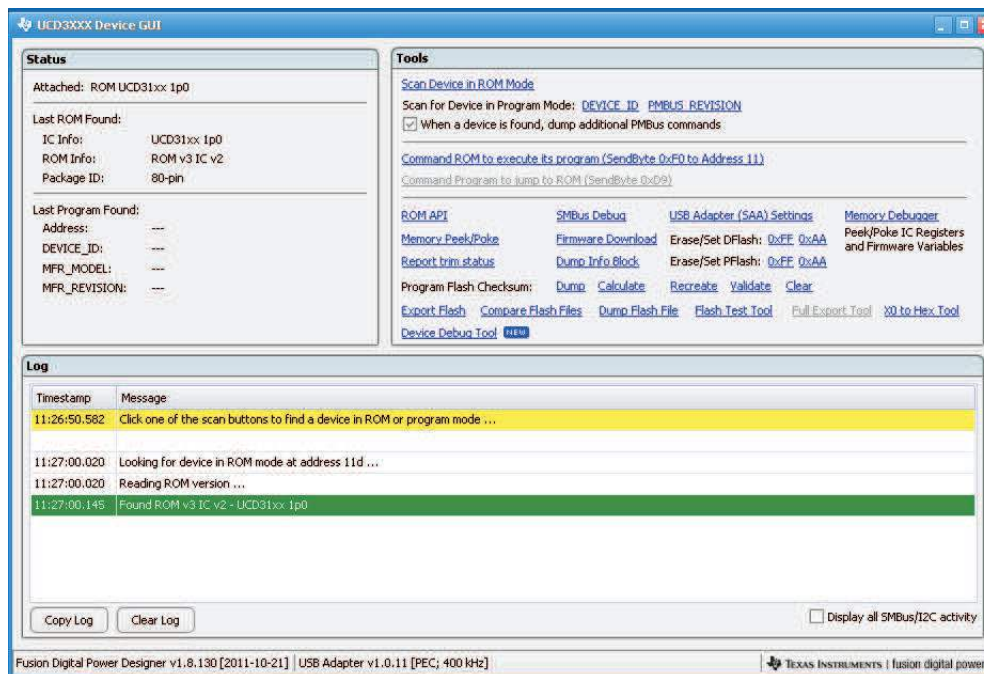 UCD3XXX Device GUI
Status
Attached: ROM UCD31xx 1p0
Last ROM Found:
IC Info: UCD31xx 1p0
ROM Info: ROM v3 IC v2
Package ID: 80-pin
Last Program Found:
Address: ---
DEVICE_ID: ---
MFR_MODEL: ---
MFR_REVISION: ---
Tools
Scan Device in ROM Mode
Scan for Device in Program Mode: DEVICE_ID PMBUS_REVISION
When a device is found, dump additional PMBus commands
Command ROM to execute its program (SendByte 0xF0 to Address 11)
Command Program to jump to ROM (SendByte 0xD9)
ROM API SMBus Debug USB Adapter (SAA) Settings Memory Debugger
Memory Peek/Poke Firmware Download Erase/Set DFlash: 0xFF 0xAA Peek/Poke IC Registers
and Firmware Variables
Report trim status Dump Info Block Erase/Set PFlash: 0xFF 0xAA
Program Flash Checksum: Dump Calculate Recreate Validate Clear
Export Flash Compare Flash Files Dump Flash File Flash Test Tool Full Export Tool X0 to Hex Tool
Device Debug Tool NEW
Log
Timestamp Message
11:26:50.582 Click one of the scan buttons to find a device in ROM or program mode ...
11:27:00.020 Looking for device in ROM mode at address 11d ...
11:27:00.020 Reading ROM version ...
11:27:00.145 Found ROM v3 IC v2 - UCD31xx 1p0
Copy Log Clear Log Display all SMBus/I2C activity
Fusion Digital Power Designer v1.8.130 [2011-10-21] USB Adapter v1.0.11 [PEC; 400 kHz] TEXAS INSTRUMENTS | fusion digital power